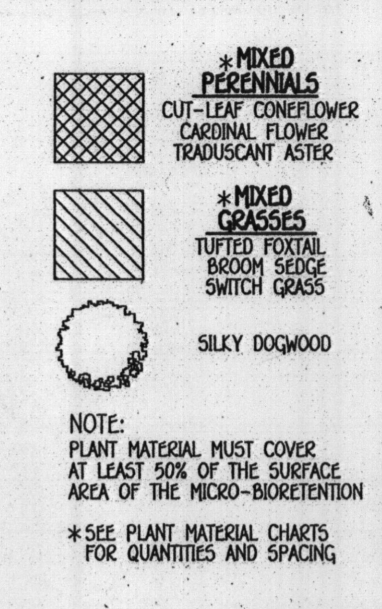 *MIXED
PERENNIALS
CUT-LEAF CONEFLOWER
CARDINAL FLOWER
TRADUSCANT ASTER
*MIXED
GRASSES
TUFTED FOXTAIL
BROOM SEDGE
SWITCH GRASS
SILKY DOGWOOD
NOTE:
PLANT MATERIAL MUST COVER
AT LEAST 50% OF THE SURFACE
AREA OF THE MICRO-BIORETENTION
*SEE PLANT MATERIAL CHARTS
FOR QUANTITIES AND SPACING